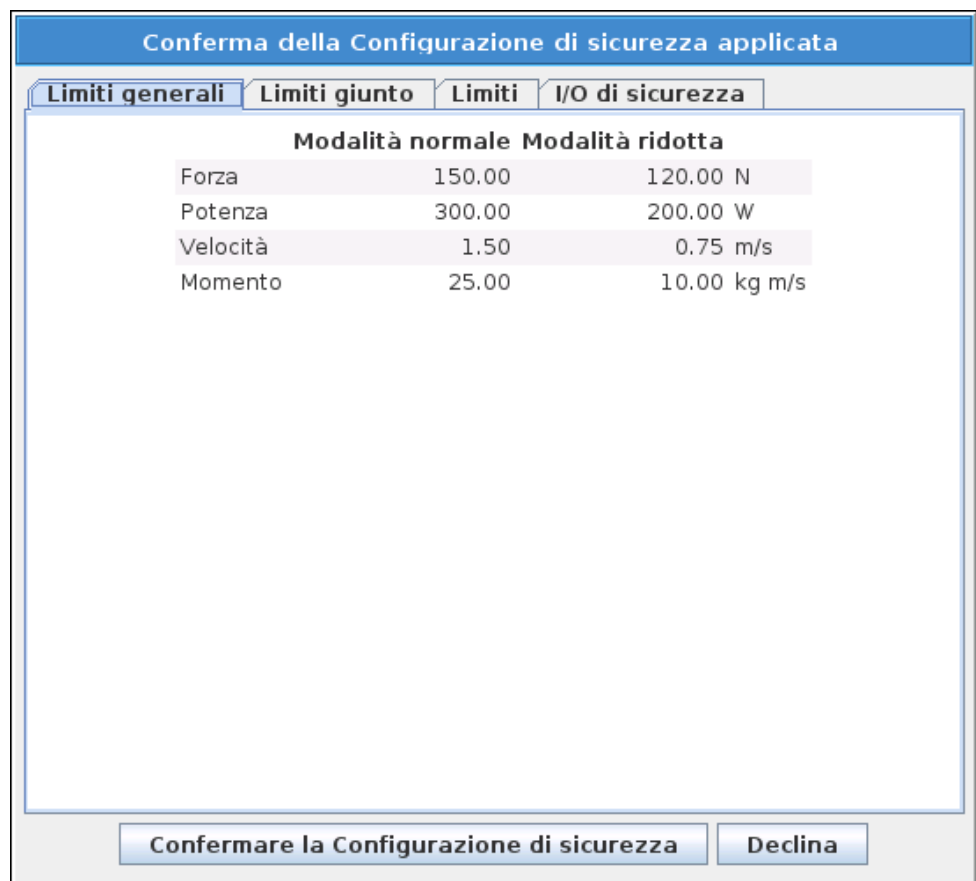 Conferma della Configurazione di sicurezza applicata
Limiti generali Limiti giunto Limiti I/O di sicurezza
Modalità normale Modalità ridotta
Forza 150.00 120.00 N
Potenza 300.00 200.00 W
Velocità 1.50 0.75 m/s
Momento 25.00 10.00 kg m/s
Confermare la Configurazione di sicurezza Declina